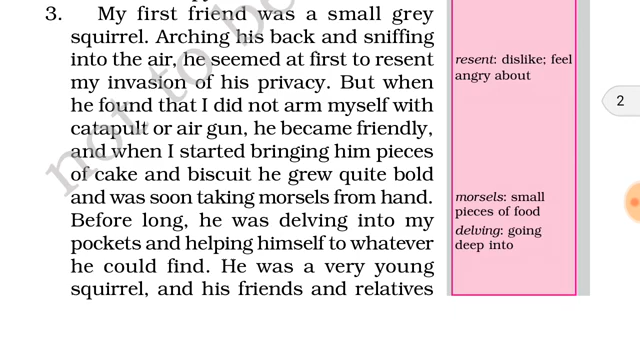 3. My first friend was a small grey
squirrel. Arching his back and sniffing
into the air, he seemed at first to resent
my invasion of his privacy. But when
he found that I did not arm myself with
catapult or air gun, he became friendly,
and when I started bringing him pieces
of cake and biscuit he grew quite bold
and was soon taking morsels from hand.
Before long, he was delving into my
pockets and helping himself to whatever
he could find. He was a very young
squirrel, and his friends and relatives
resent: dislike; feel
angry about
morsels: small
pieces of food
delving: going
deep into
2
not to be